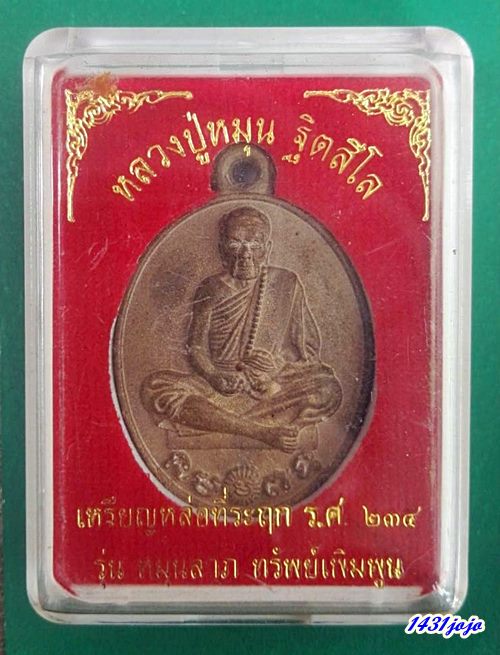 หลวงปู่หมุน ฐิตสีโล
เหรียญหล่อที่ระฤก ร.ศ. ๒๓๔
รุ่น หมุนลาภ ทรัพย์เพิ่มพูน
1431jojo